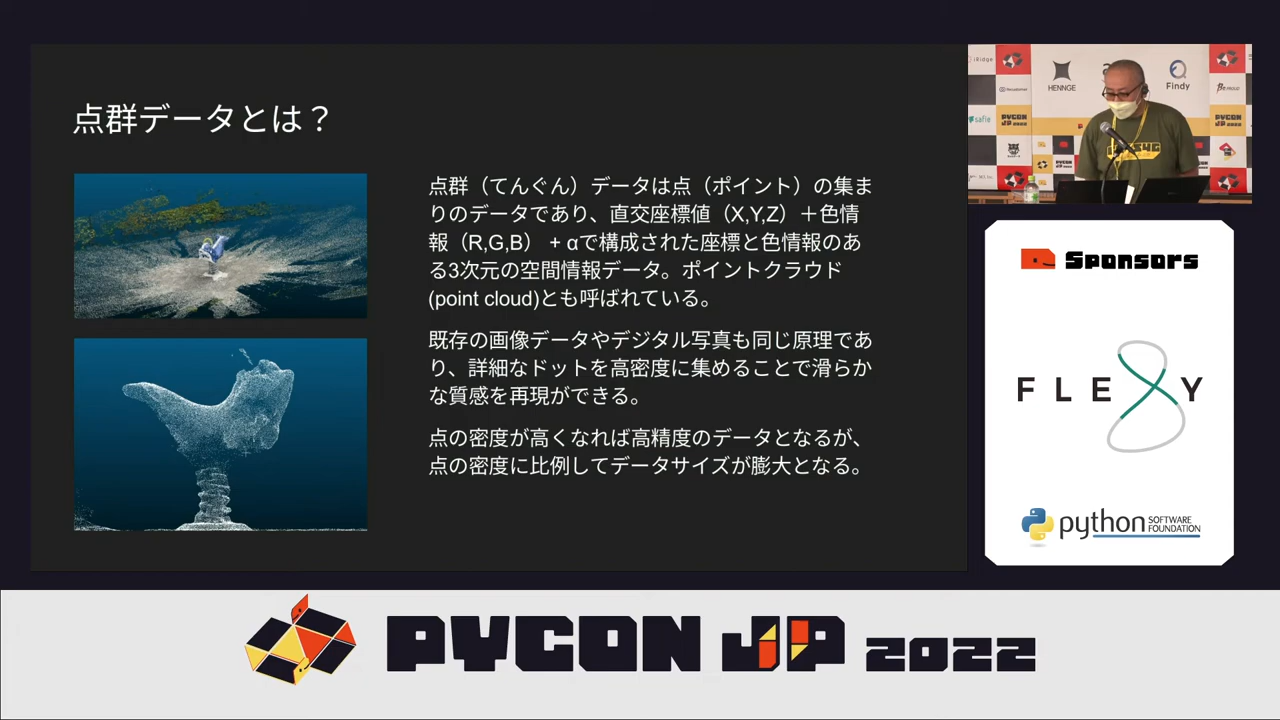 点群データとは？
点群（てんぐん）データは点（ポイント）の集ま
りのデータであり、直交座標値（X,Y,Z）＋色情
報（R,G,B） + αで構成された座標と色情報のあ
る3次元の空間情報データ。ポイントクラウド
(point cloud)とも呼ばれている。
既存の画像データやデジタル写真も同じ原理であ
り、詳細なドットを高密度に集めることで滑らか
な質感を再現ができる。
点の密度が高くなれば高精度のデータとなるが、
点の密度に比例してデータサイズが膨大となる。
iRidge
HENNGE
Findy
BePROUD
safie
PYCON
JP 2022
PYCON
JP 2022
Sponsors
FLEXY
python
SOFTWARE
FOUNDATION
PYCON JP 2022